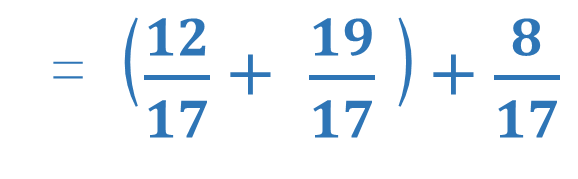 = (12/17 + 19/17) + 8/17